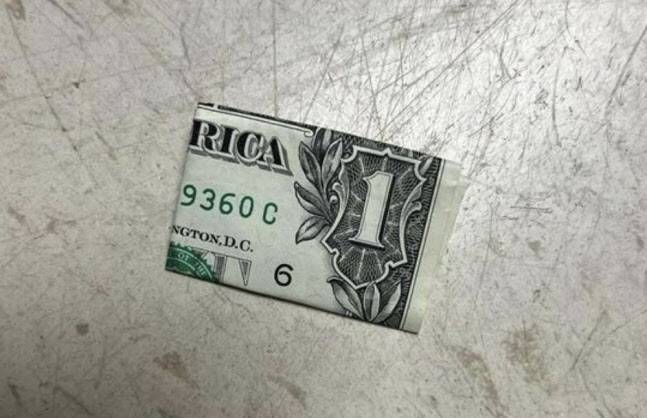 RICA
1
9360 C
NGTON, D.C.
6